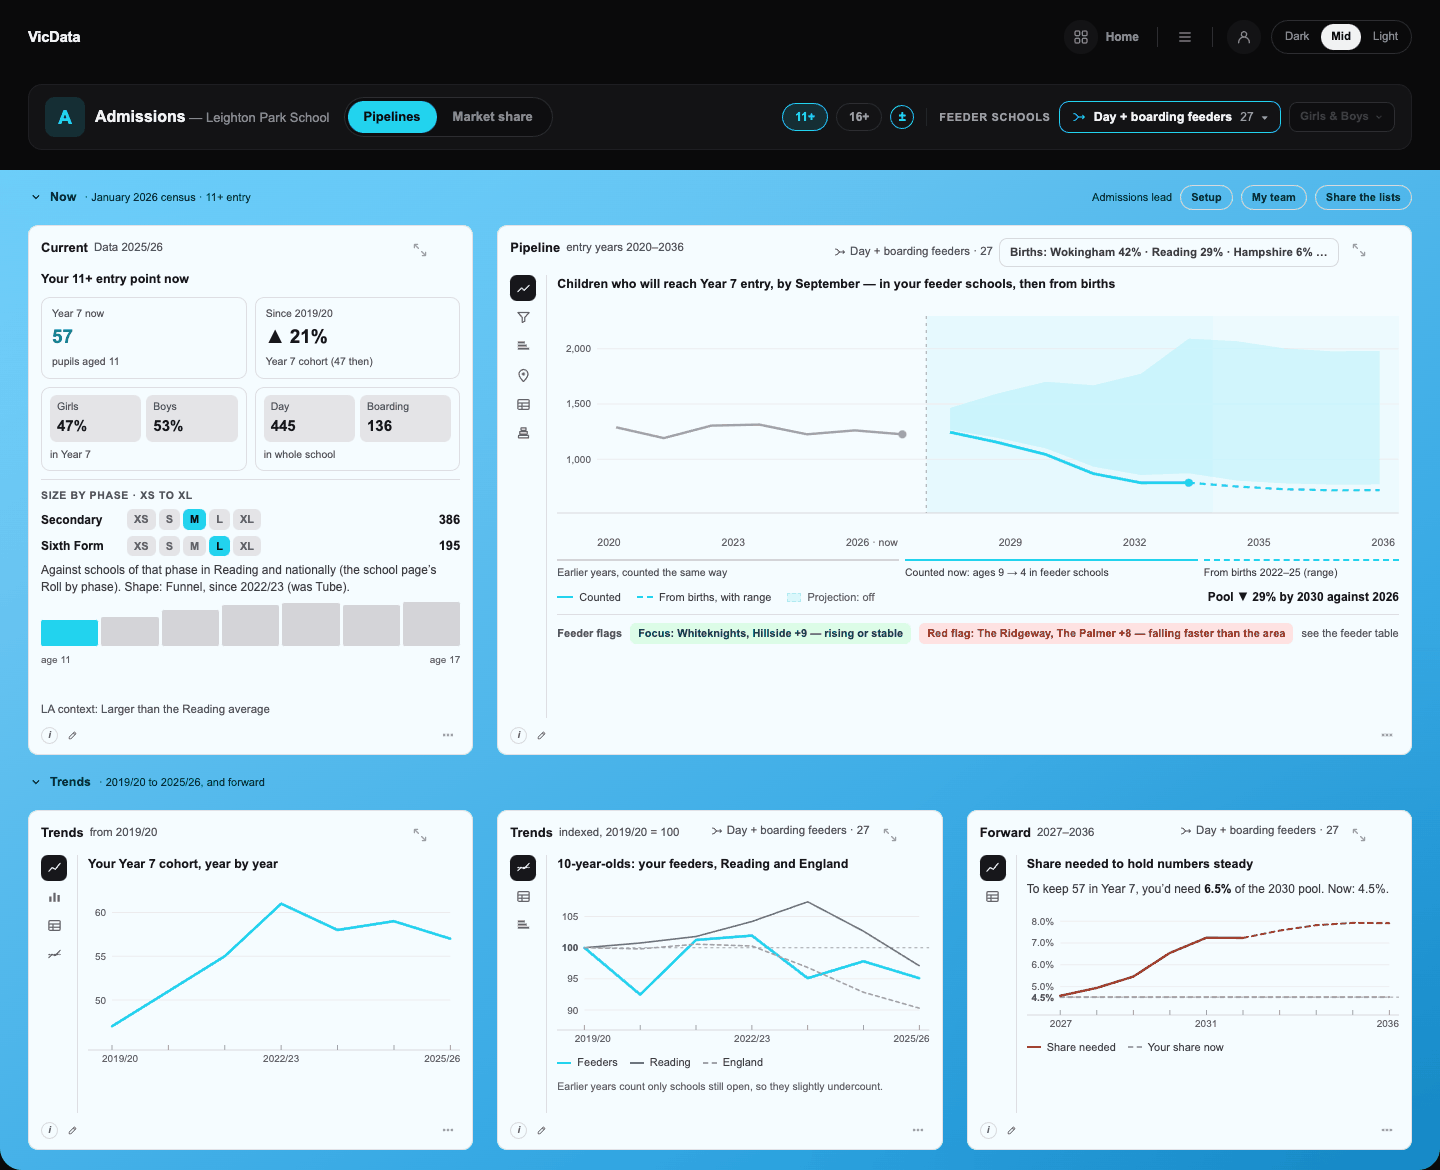 VicData
Home
Dark Mid Light
A Admissions — Leighton Park School
Pipelines Market share
11+ 16+ ±
FEEDER SCHOOLS
Day + boarding feeders 27
Girls & Boys
Now · January 2026 census · 11+ entry
Admissions lead Setup My team Share the lists
Current Data 2025/26
Your 11+ entry point now
Year 7 now
57
pupils aged 11
Since 2019/20
▲ 21%
Year 7 cohort (47 then)
Girls
47%
Boys
53%
in Year 7
Day
445
Boarding
136
in whole school
SIZE BY PHASE · XS TO XL
Secondary XS S M L XL 386
Sixth Form XS S M L XL 195
Against schools of that phase in Reading and nationally (the school page’s
Roll by phase). Shape: Funnel, since 2022/23 (was Tube).
age 11 age 17
LA context: Larger than the Reading average
i
Pipeline entry years 2020–2036
Day + boarding feeders · 27
Births: Wokingham 42% · Reading 29% · Hampshire 6% …
Children who will reach Year 7 entry, by September — in your feeder schools, then from births
2,000
1,500
1,000
2020 2023 2026 · now 2029 2032 2035 2036
Earlier years, counted the same way
Counted now: ages 9 → 4 in feeder schools
From births 2022–25 (range)
Counted From births, with range Projection: off
Pool ▼ 29% by 2030 against 2026
Feeder flags Focus: Whiteknights, Hillside +9 — rising or stable Red flag: The Ridgeway, The Palmer +8 — falling faster than the area see the feeder table
i
Trends · 2019/20 to 2025/26, and forward
Trends from 2019/20
Your Year 7 cohort, year by year
60
55
50
2019/20 2022/23 2025/26
i
Trends indexed, 2019/20 = 100
Day + boarding feeders · 27
10-year-olds: your feeders, Reading and England
105
100
95
90
2019/20 2022/23 2025/26
Feeders Reading England
Earlier years count only schools still open, so they slightly undercount.
i
Forward 2027–2036
Day + boarding feeders · 27
Share needed to hold numbers steady
To keep 57 in Year 7, you’d need 6.5% of the 2030 pool. Now: 4.5%.
8.0%
7.0%
6.0%
5.0%
4.5%
2027 2031 2036
Share needed Your share now
i